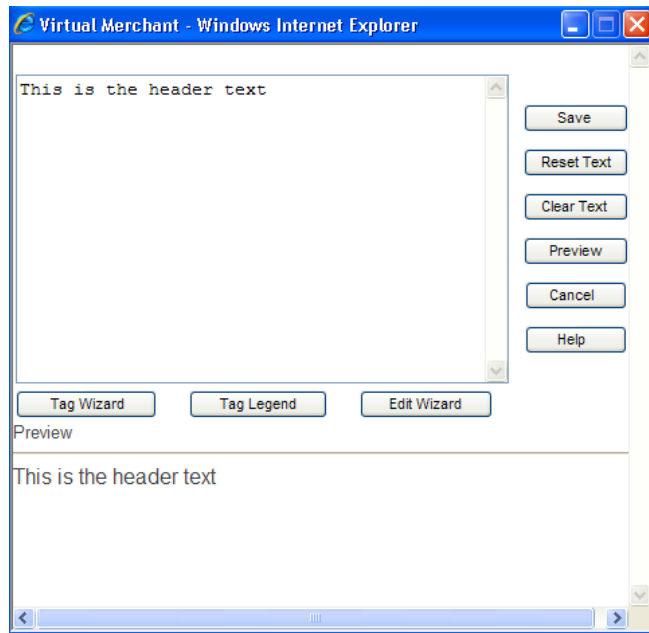 Virtual Merchant - Windows Internet Explorer
This is the header text
Save
Reset Text
Clear Text
Preview
Cancel
Help
Tag Wizard
Tag Legend
Edit Wizard
Preview
This is the header text